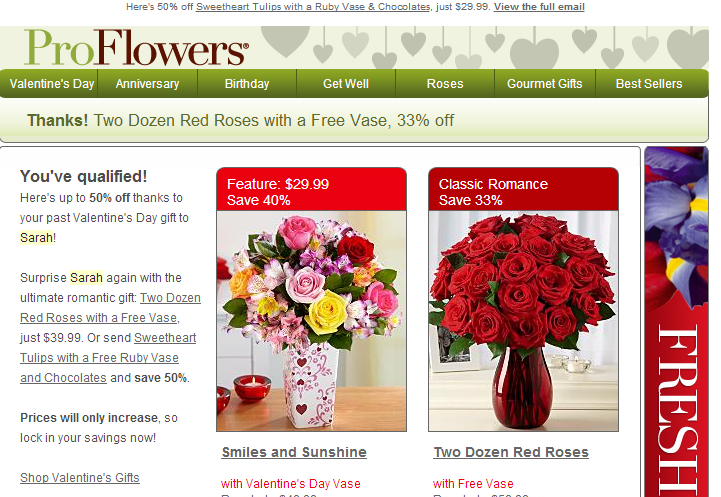 Here's 50% off Sweetheart Tulips with a Ruby Vase & Chocolates, just $29.99. View the full email
ProFlowers®
Valentine's Day Anniversary Birthday Get Well Roses Gourmet Gifts Best Sellers
Thanks! Two Dozen Red Roses with a Free Vase, 33% off
You've qualified!
Here's up to 50% off thanks to
your past Valentine's Day gift to
Sarah!
Surprise Sarah again with the
ultimate romantic gift: Two Dozen
Red Roses with a Free Vase,
just $39.99. Or send Sweetheart
Tulips with a Free Ruby Vase
and Chocolates and save 50%.
Prices will only increase, so
lock in your savings now!
Shop Valentine's Gifts
Feature: $29.99
Save 40%
Smiles and Sunshine
with Valentine's Day Vase
Classic Romance
Save 33%
Two Dozen Red Roses
with Free Vase
FRESH